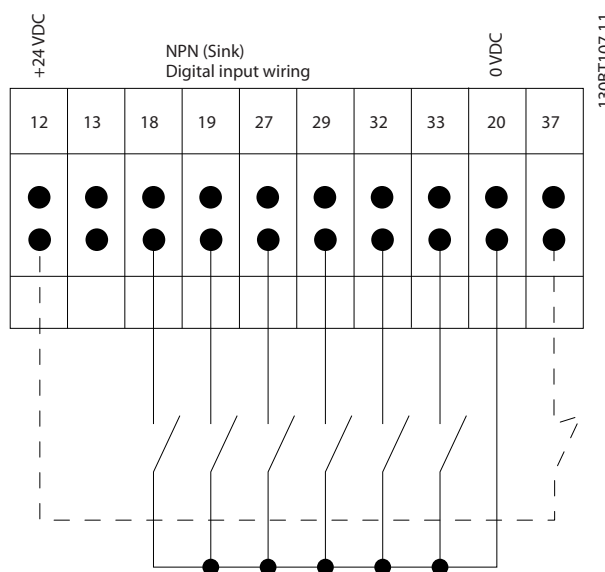 +24 VDC
NPN (Sink)
Digital input wiring
0 VDC
130BT107.11
12 13 18 19 27 29 32 33 20 37